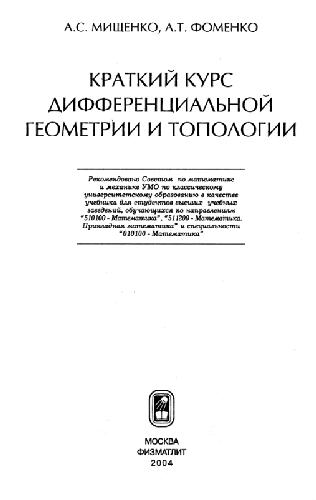 А.С. МИЩЕНКО, А.Т. ФОМЕНКО
КРАТКИЙ КУРС
ДИФФЕРЕНЦИАЛЬНОЙ
ГЕОМЕТРИИ И ТОПОЛОГИИ
Рекомендовано Советом по математике
и механике УМО по классическому
университетскому образованию в качестве
учебника для студентов высших учебных
заведений, обучающихся по направлениям
"510100 - Математика", "511200 - Математика.
Прикладная математика" и специальности
"010100 - Математика"
МОСКВА
ФИЗМАТЛИТ
2004